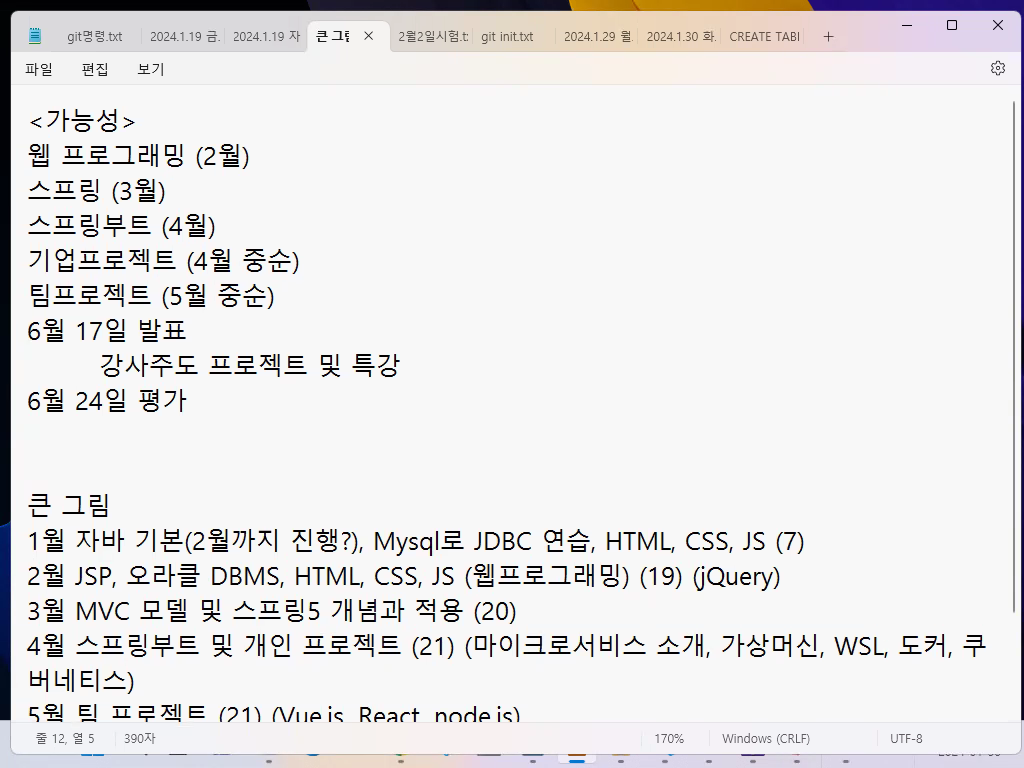 git명령.txt 2024.1.19 금. 2024.1.19 자 큰 그림 2월2일시험.t git init.txt 2024.1.29 월. 2024.1.30 화. CREATE TABI
파일 편집 보기
<가능성>
웹 프로그래밍 (2월)
스프링 (3월)
스프링부트 (4월)
기업프로젝트 (4월 중순)
팀프로젝트 (5월 중순)
6월 17일 발표
강사주도 프로젝트 및 특강
6월 24일 평가
큰 그림
1월 자바 기본(2월까지 진행?), Mysql로 JDBC 연습, HTML, CSS, JS (7)
2월 JSP, 오라클 DBMS, HTML, CSS, JS (웹프로그래밍) (19) (jQuery)
3월 MVC 모델 및 스프링5 개념과 적용 (20)
4월 스프링부트 및 개인 프로젝트 (21) (마이크로서비스 소개, 가상머신, WSL, 도커, 쿠
버네티스)
5월 팀 프로젝트 (21) (Vue.js, React, node.js)
줄 12, 열 5 390자 170% Windows (CRLF) UTF-8